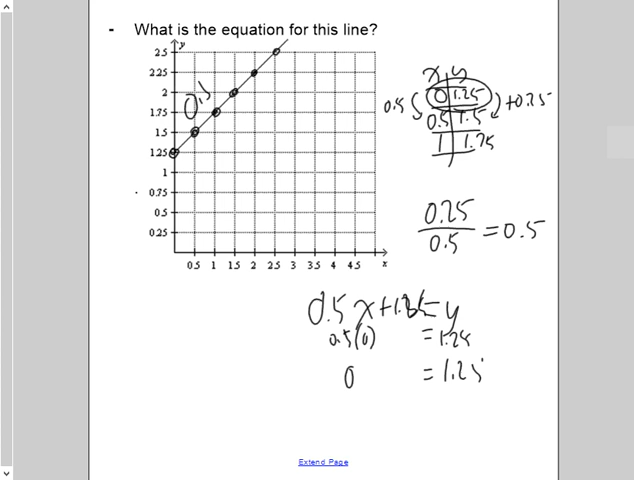 - What is the equation for this line?
y
2.5
2.25
2
1.75
1.5
1.25
1
0.75
0.5
0.25
0.5 1 1.5 2 2.5 3 3.5 4 4.5 x
0.5
x y
0 1.25
0.5 1.5
1 1.75
0.5
+0.25
0.25
0.5
= 0.5
0.5x+1.25=y
0.5(0) = 1.25
0 = 1.25
Extend Page